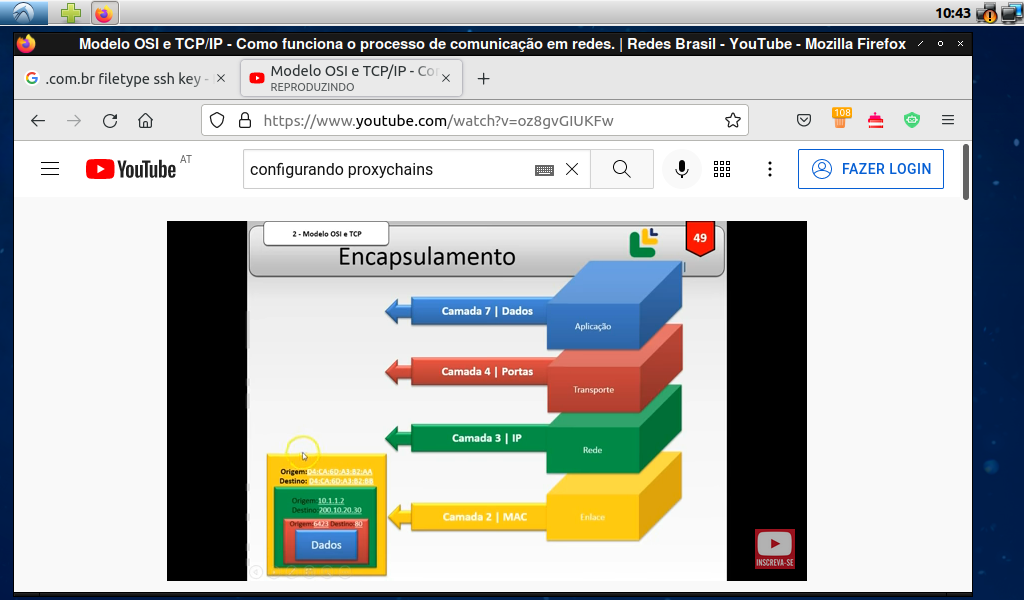 10:43
Modelo OSI e TCP/IP - Como funciona o processo de comunicação em redes. | Redes Brasil - YouTube - Mozilla Firefox
.com.br filetype ssh key -
Modelo OSI e TCP/IP - Co
REPRODUZINDO
https://www.youtube.com/watch?v=oz8gvGIUKFw
108
YouTube AT
configurando proxychains
FAZER LOGIN
2 - Modelo OSI e TCP
49
Encapsulamento
Camada 7 | Dados
Aplicação
Camada 4 | Portas
Transporte
Camada 3 | IP
Rede
Camada 2 | MAC
Enlace
Origem:D4:CA:6D:A3:B2:AA
Destino: D4:CA:6D:A3:B2:BB
Origem: 10.1.1.2
Destino:200.10.20.30
Origem:6423 Destino:80
Dados
INSCREVA-SE